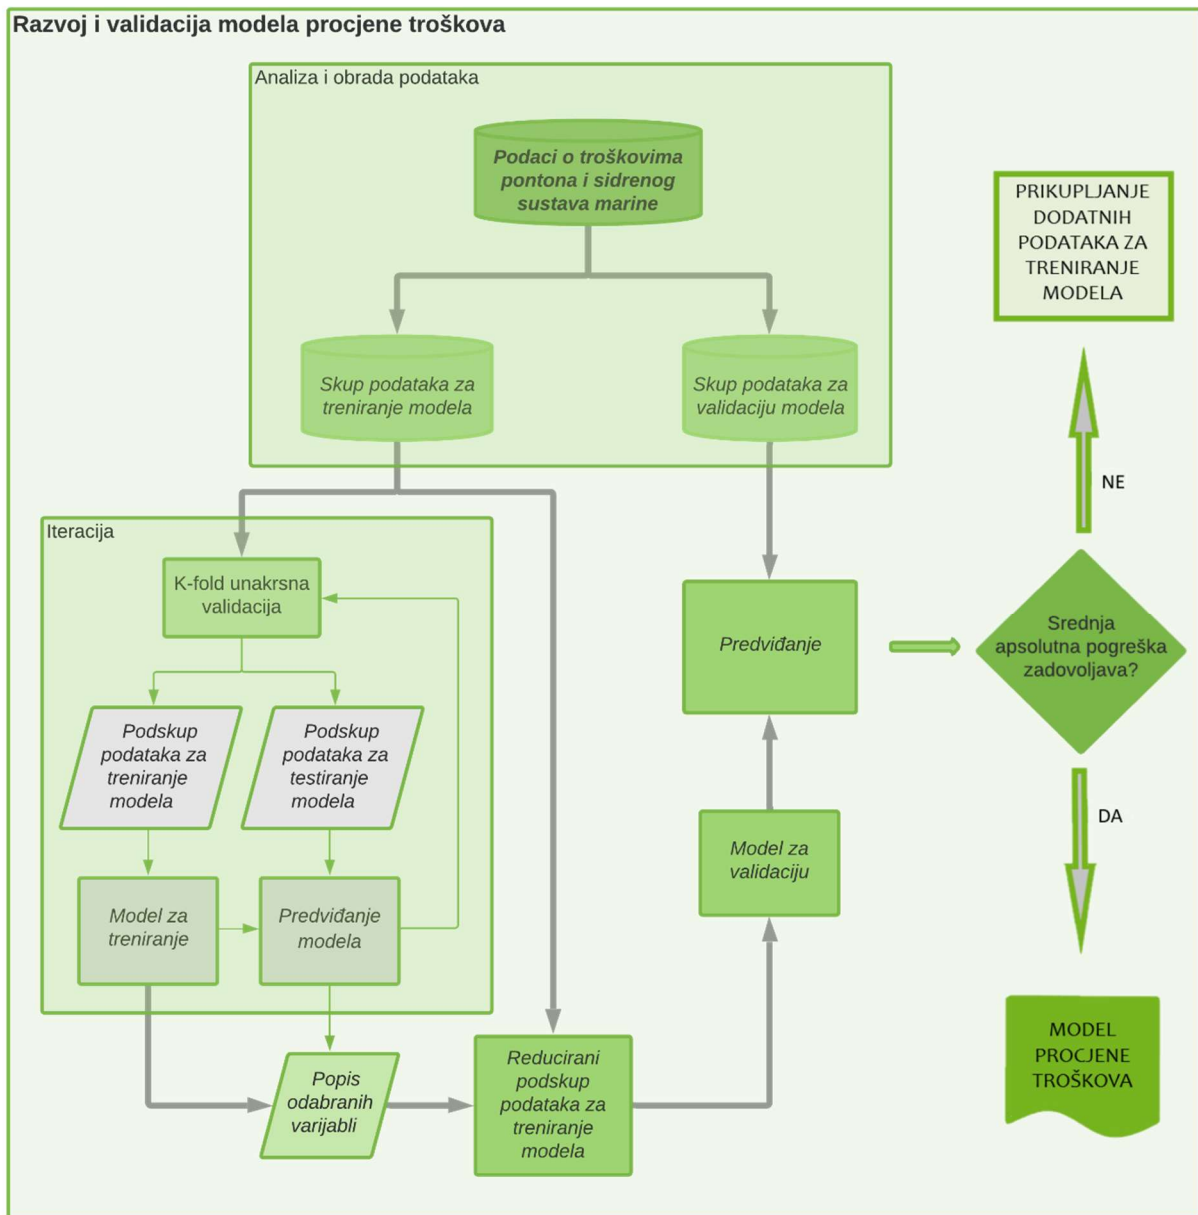 Razvoj i validacija modela procjene troškova
Analiza i obrada podataka
Podaci o troškovima
pontona i sidrenog
sustava marine
Skup podataka za
treniranje modela
Skup podataka za
validaciju modela
PRIKUPLJANJE
DODATNIH
PODATAKA ZA
TRENIRANJE
MODELA
NE
Iteracija
K-fold unakrsna
validacija
Podskup
podataka za
treniranje
modela
Podskup
podataka za
testiranje
modela
Model za
treniranje
Predviđanje
modela
Popis
odabranih
varijabli
Reducirani
podskup
podataka za
treniranje
modela
Model za
validaciju
Predviđanje
Srednja
apsolutna pogreška
zadovoljava?
DA
MODEL
PROCJENE
TROŠKOVA